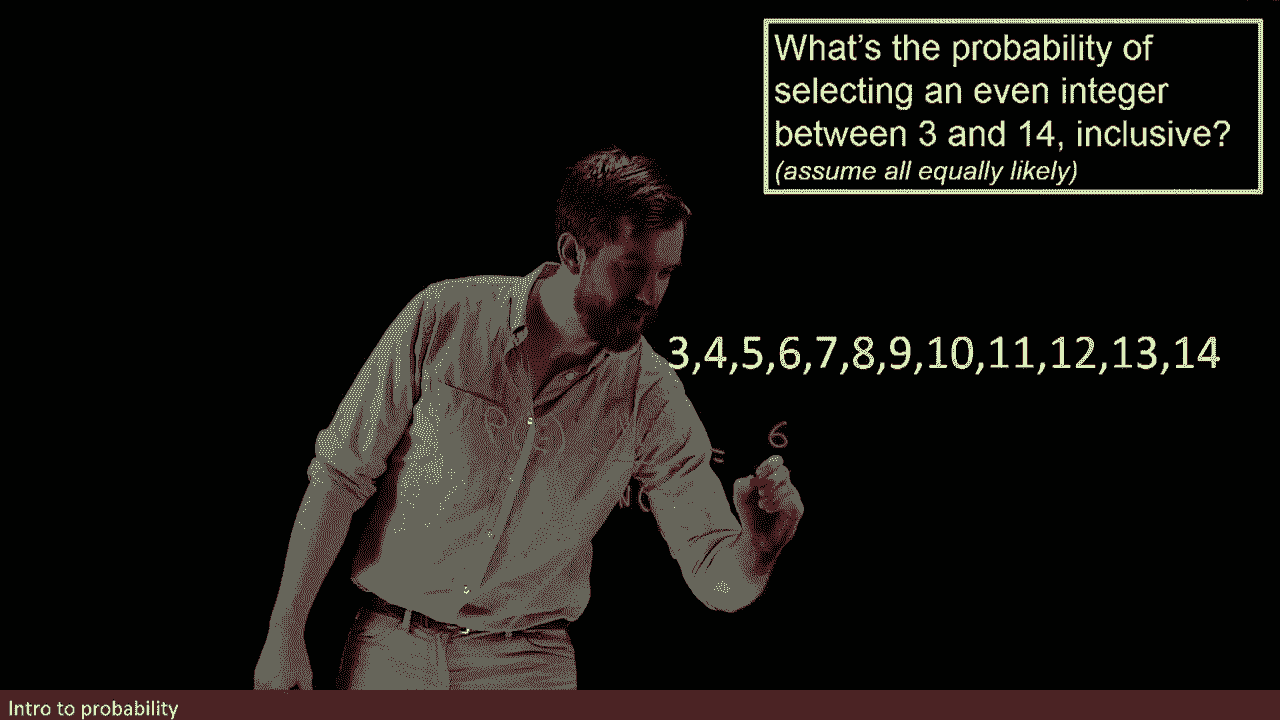 What's the probability of
selecting an even integer
between 3 and 14, inclusive?
(assume all equally likely)
3,4,5,6,7,8,9,10,11,12,13,14
= 6
Intro to probability